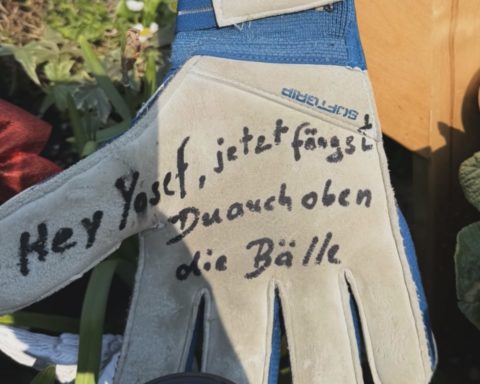 SOFTGRIP
Hey Yosef, jetzt fängst
Du auch oben
die Bälle